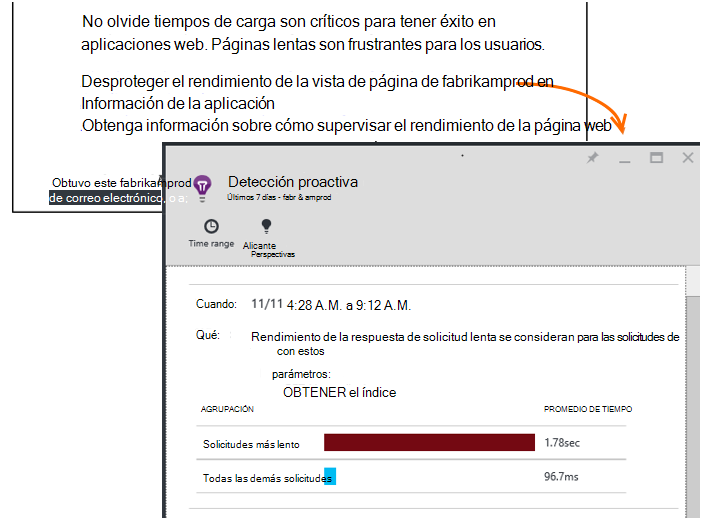 No olvide tiempos de carga son críticos para tener éxito en
aplicaciones web. Páginas lentas son frustrantes para los usuarios.
Desproteger el rendimiento de la vista de página de fabrikamprod en
Información de la aplicación
.Obtenga información sobre cómo supervisar el rendimiento de la página web
Obtuvo este fabrikamprod
de correo electrónico, o a:
Detección proactiva
Últimos 7 días - fabr & amprod
Time range
Alicante
Perspectivas
Cuando: 11/11 4:28 A.M. a 9:12 A.M.
Qué: Rendimiento de la respuesta de solicitud lenta se consideran para las solicitudes de
con estos
parámetros:
OBTENER el índice
AGRUPACIÓN PROMEDIO DE TIEMPO
Solicitudes más lento 1.78sec
Todas las demás solicitudes 96.7ms